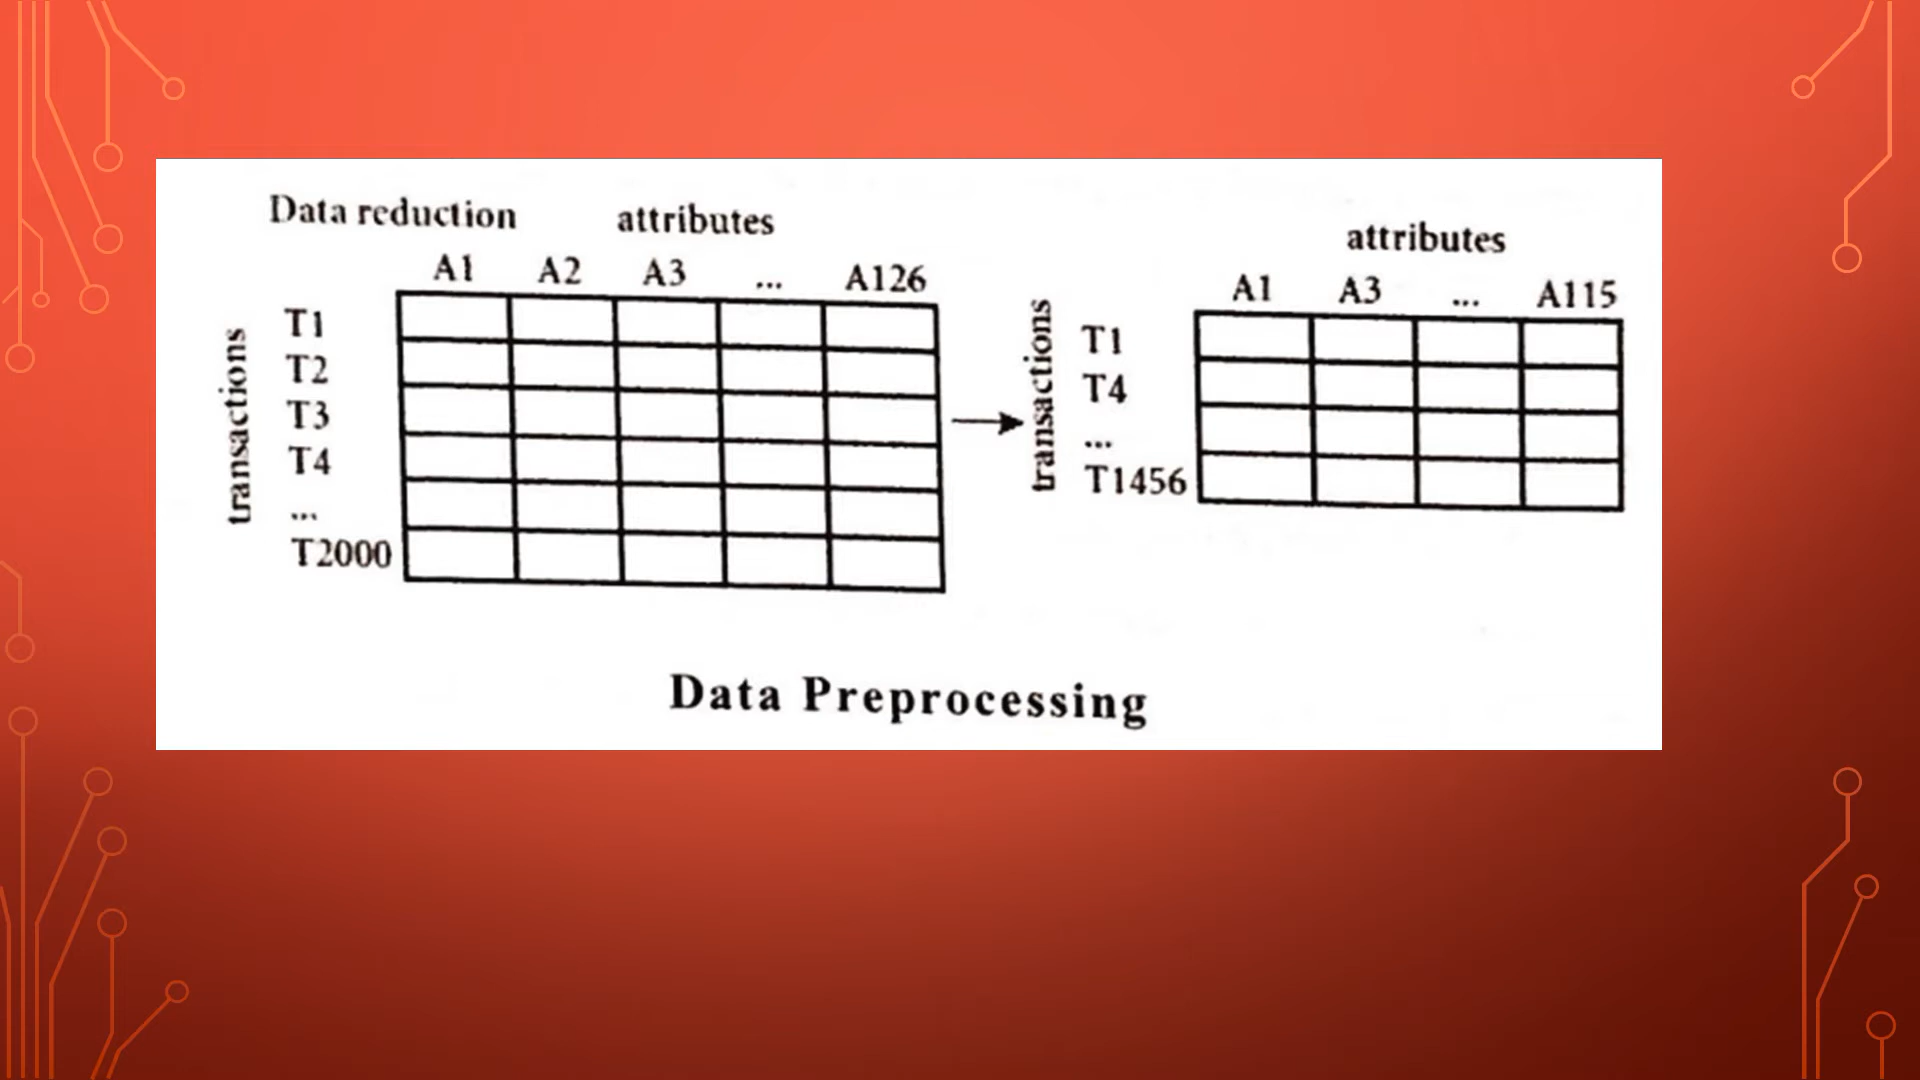 Data reduction attributes
A1 A2 A3 ... A126
transactions
T1
T2
T3
T4
...
T2000
attributes
A1 A3 ... A115
transactions
T1
T4
...
T1456
Data Preprocessing